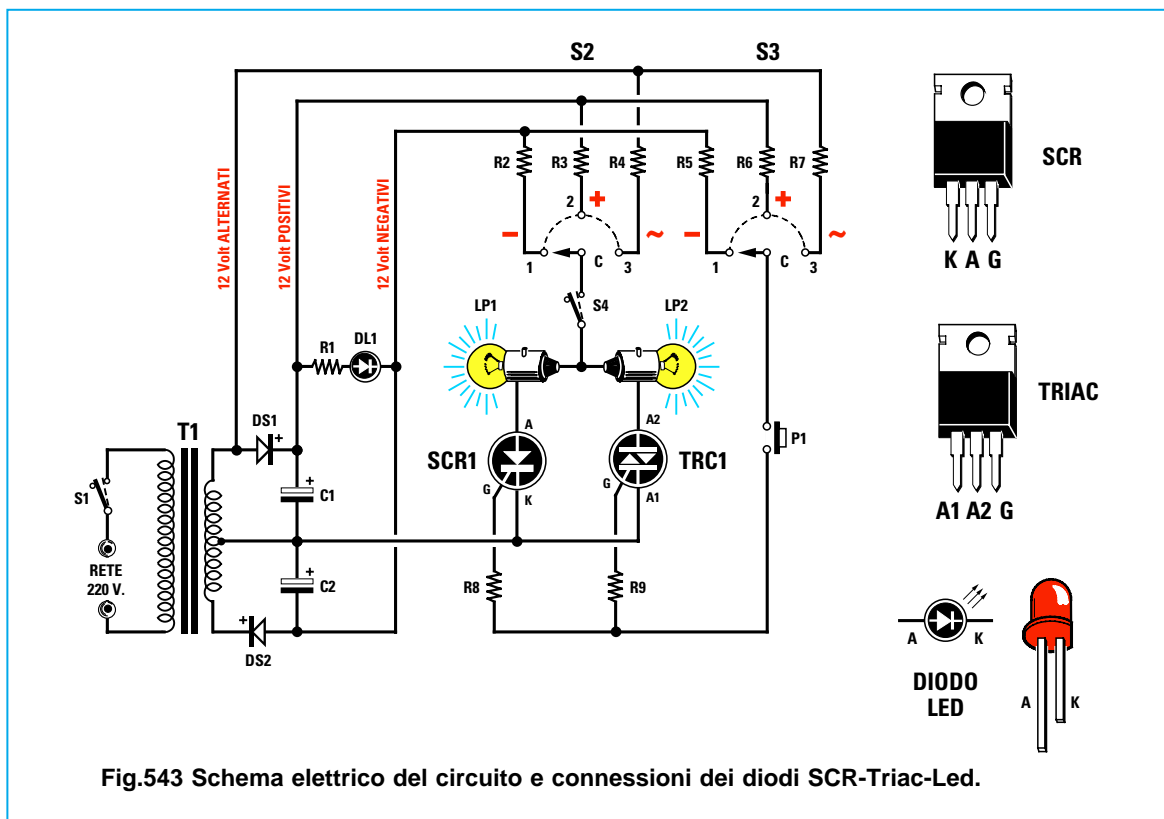 S2 S3
SCR
K A G
12 Volt ALTERNATI
12 Volt POSITIVI
12 Volt NEGATIVI
R2 R3 R4 R5 R6 R7
2 + 2 +
- ~ - ~
1 C 3 1 C 3
S4
LP1 LP2
R1 DL1
TRIAC
A1 A2 G
T1 DS1 +
S1
+ C1
A A2
SCR1 TRC1 P1
G K G A1
RETE
220 V.
+ C2
R8 R9
+ DS2
A K
DIODO
LED
A K
Fig.543 Schema elettrico del circuito e connessioni dei diodi SCR-Triac-Led.